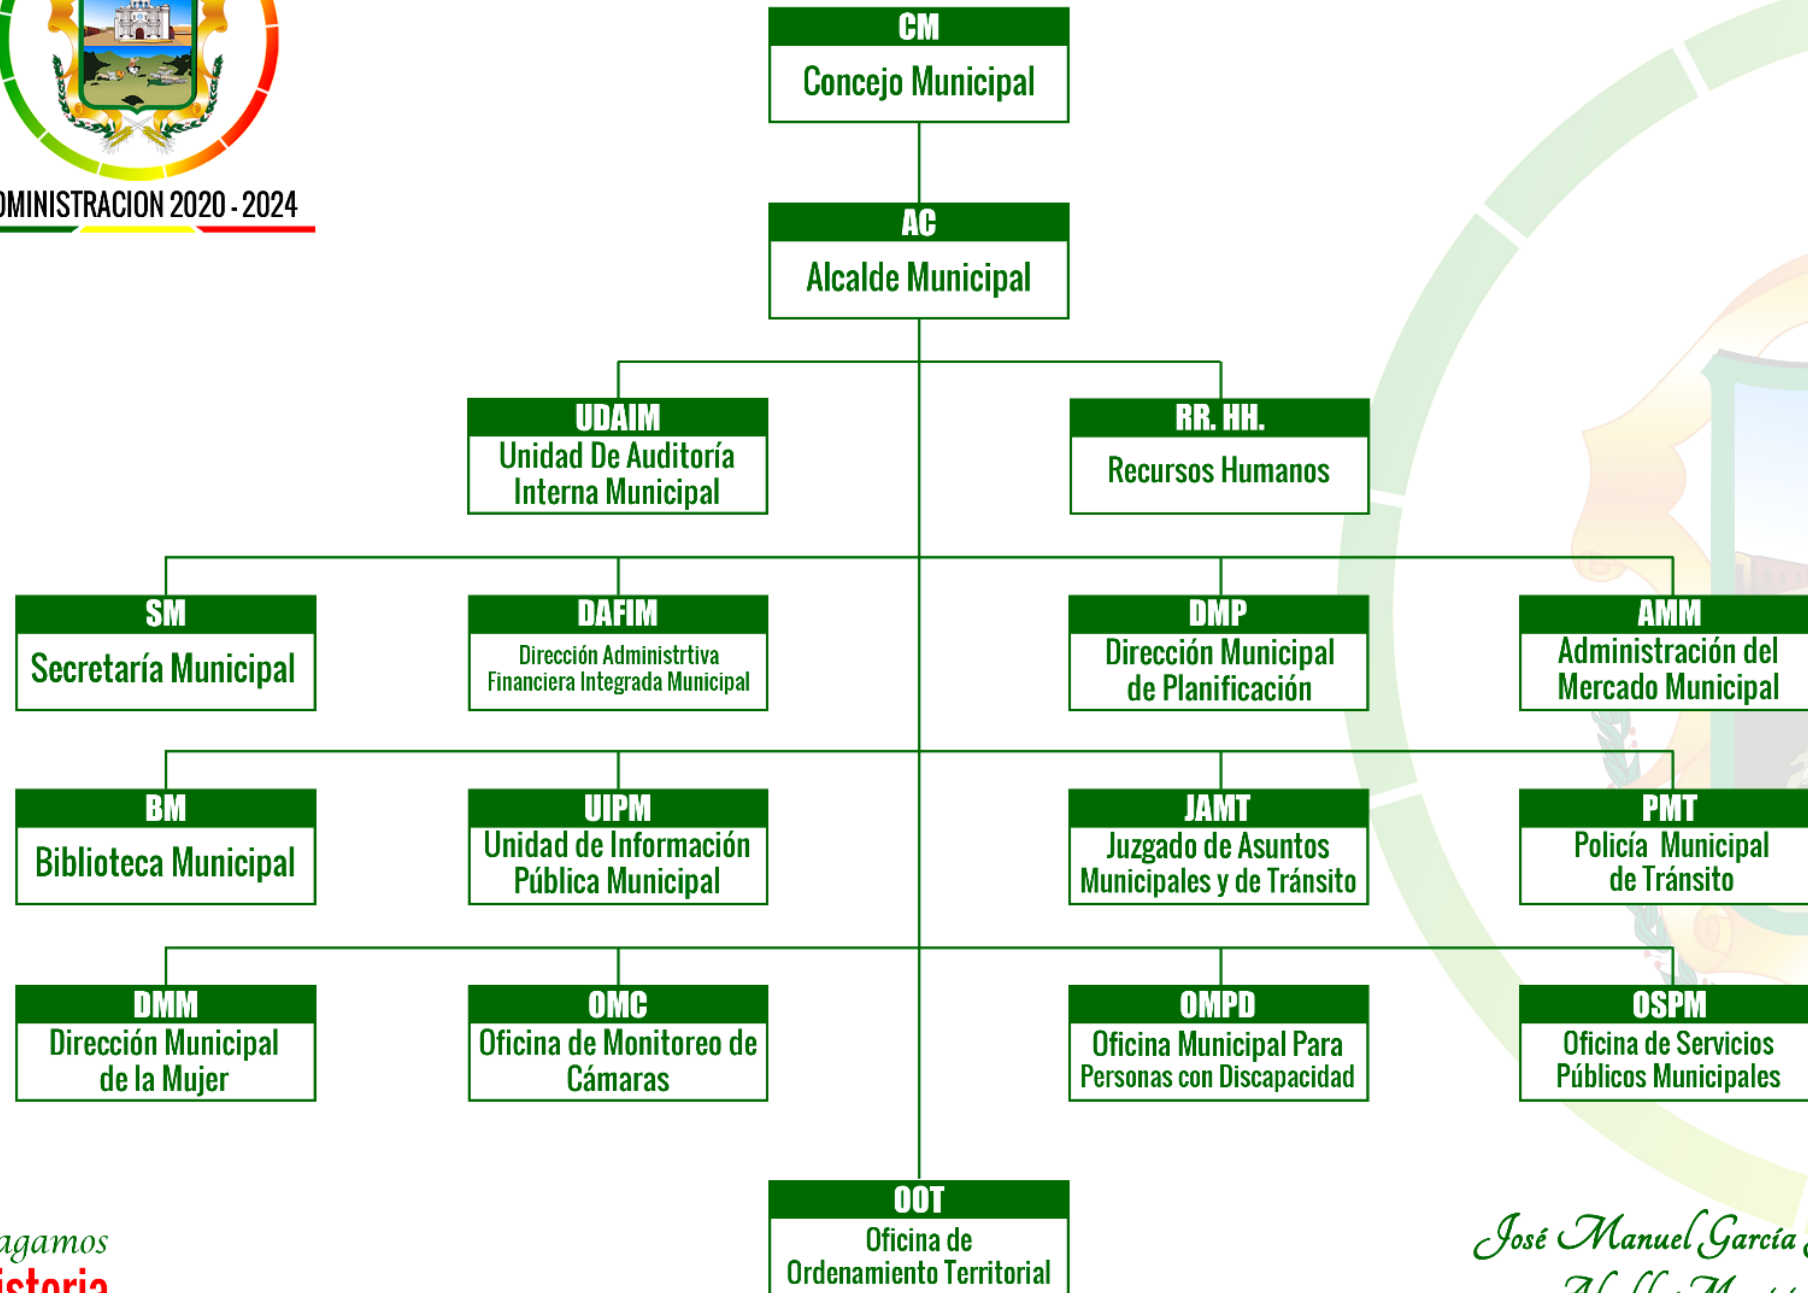 CM
Concejo Municipal
ADMINISTRACION 2020 - 2024
AC
Alcalde Municipal
UDAIM
Unidad De Auditoría
Interna Municipal
RR. HH.
Recursos Humanos
SM
Secretaría Municipal
DAFIM
Dirección Administrtiva
Financiera Integrada Municipal
DMP
Dirección Municipal
de Planificación
AMM
Administración del
Mercado Municipal
BM
Biblioteca Municipal
UIPM
Unidad de Información
Pública Municipal
JAMT
Juzgado de Asuntos
Municipales y de Tránsito
PMT
Policía Municipal
de Tránsito
DMM
Dirección Municipal
de la Mujer
OMC
Oficina de Monitoreo de
Cámaras
OMPD
Oficina Municipal Para
Personas con Discapacidad
OSPM
Oficina de Servicios
Públicos Municipales
OOT
Oficina de
Ordenamiento Territorial
José Manuel García